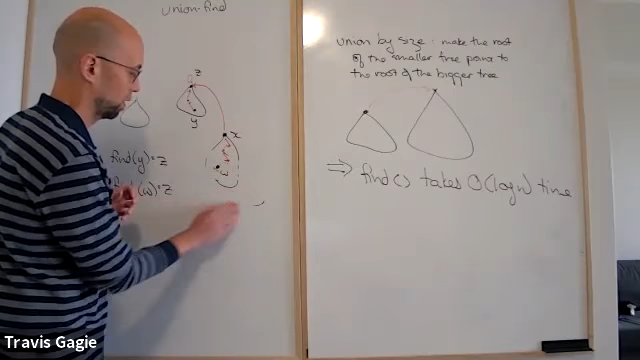 union-find
z
y
x
w
find(y)=z
(w)=z
union by size: make the root
of the smaller tree point to
the root of the bigger tree
⇒ find() takes O(log n) time
Travis Gagie